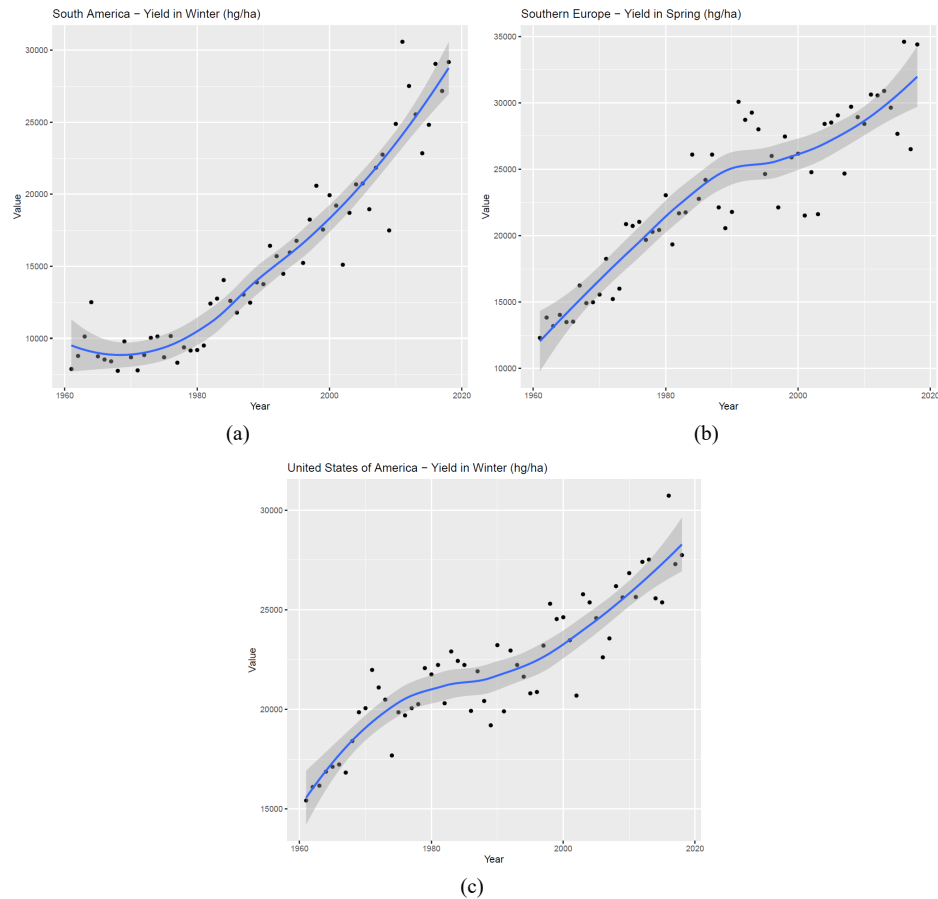 South America − Yield in Winter (hg/ha)
30000
25000
20000
15000
10000
Value
1960
1980
2000
2020
Year
(a)
Southern Europe − Yield in Spring (hg/ha)
35000
30000
25000
20000
15000
10000
Value
1960
1980
2000
2020
Year
(b)
United States of America − Yield in Winter (hg/ha)
30000
25000
20000
15000
Value
1960
1980
2000
2020
Year
(c)